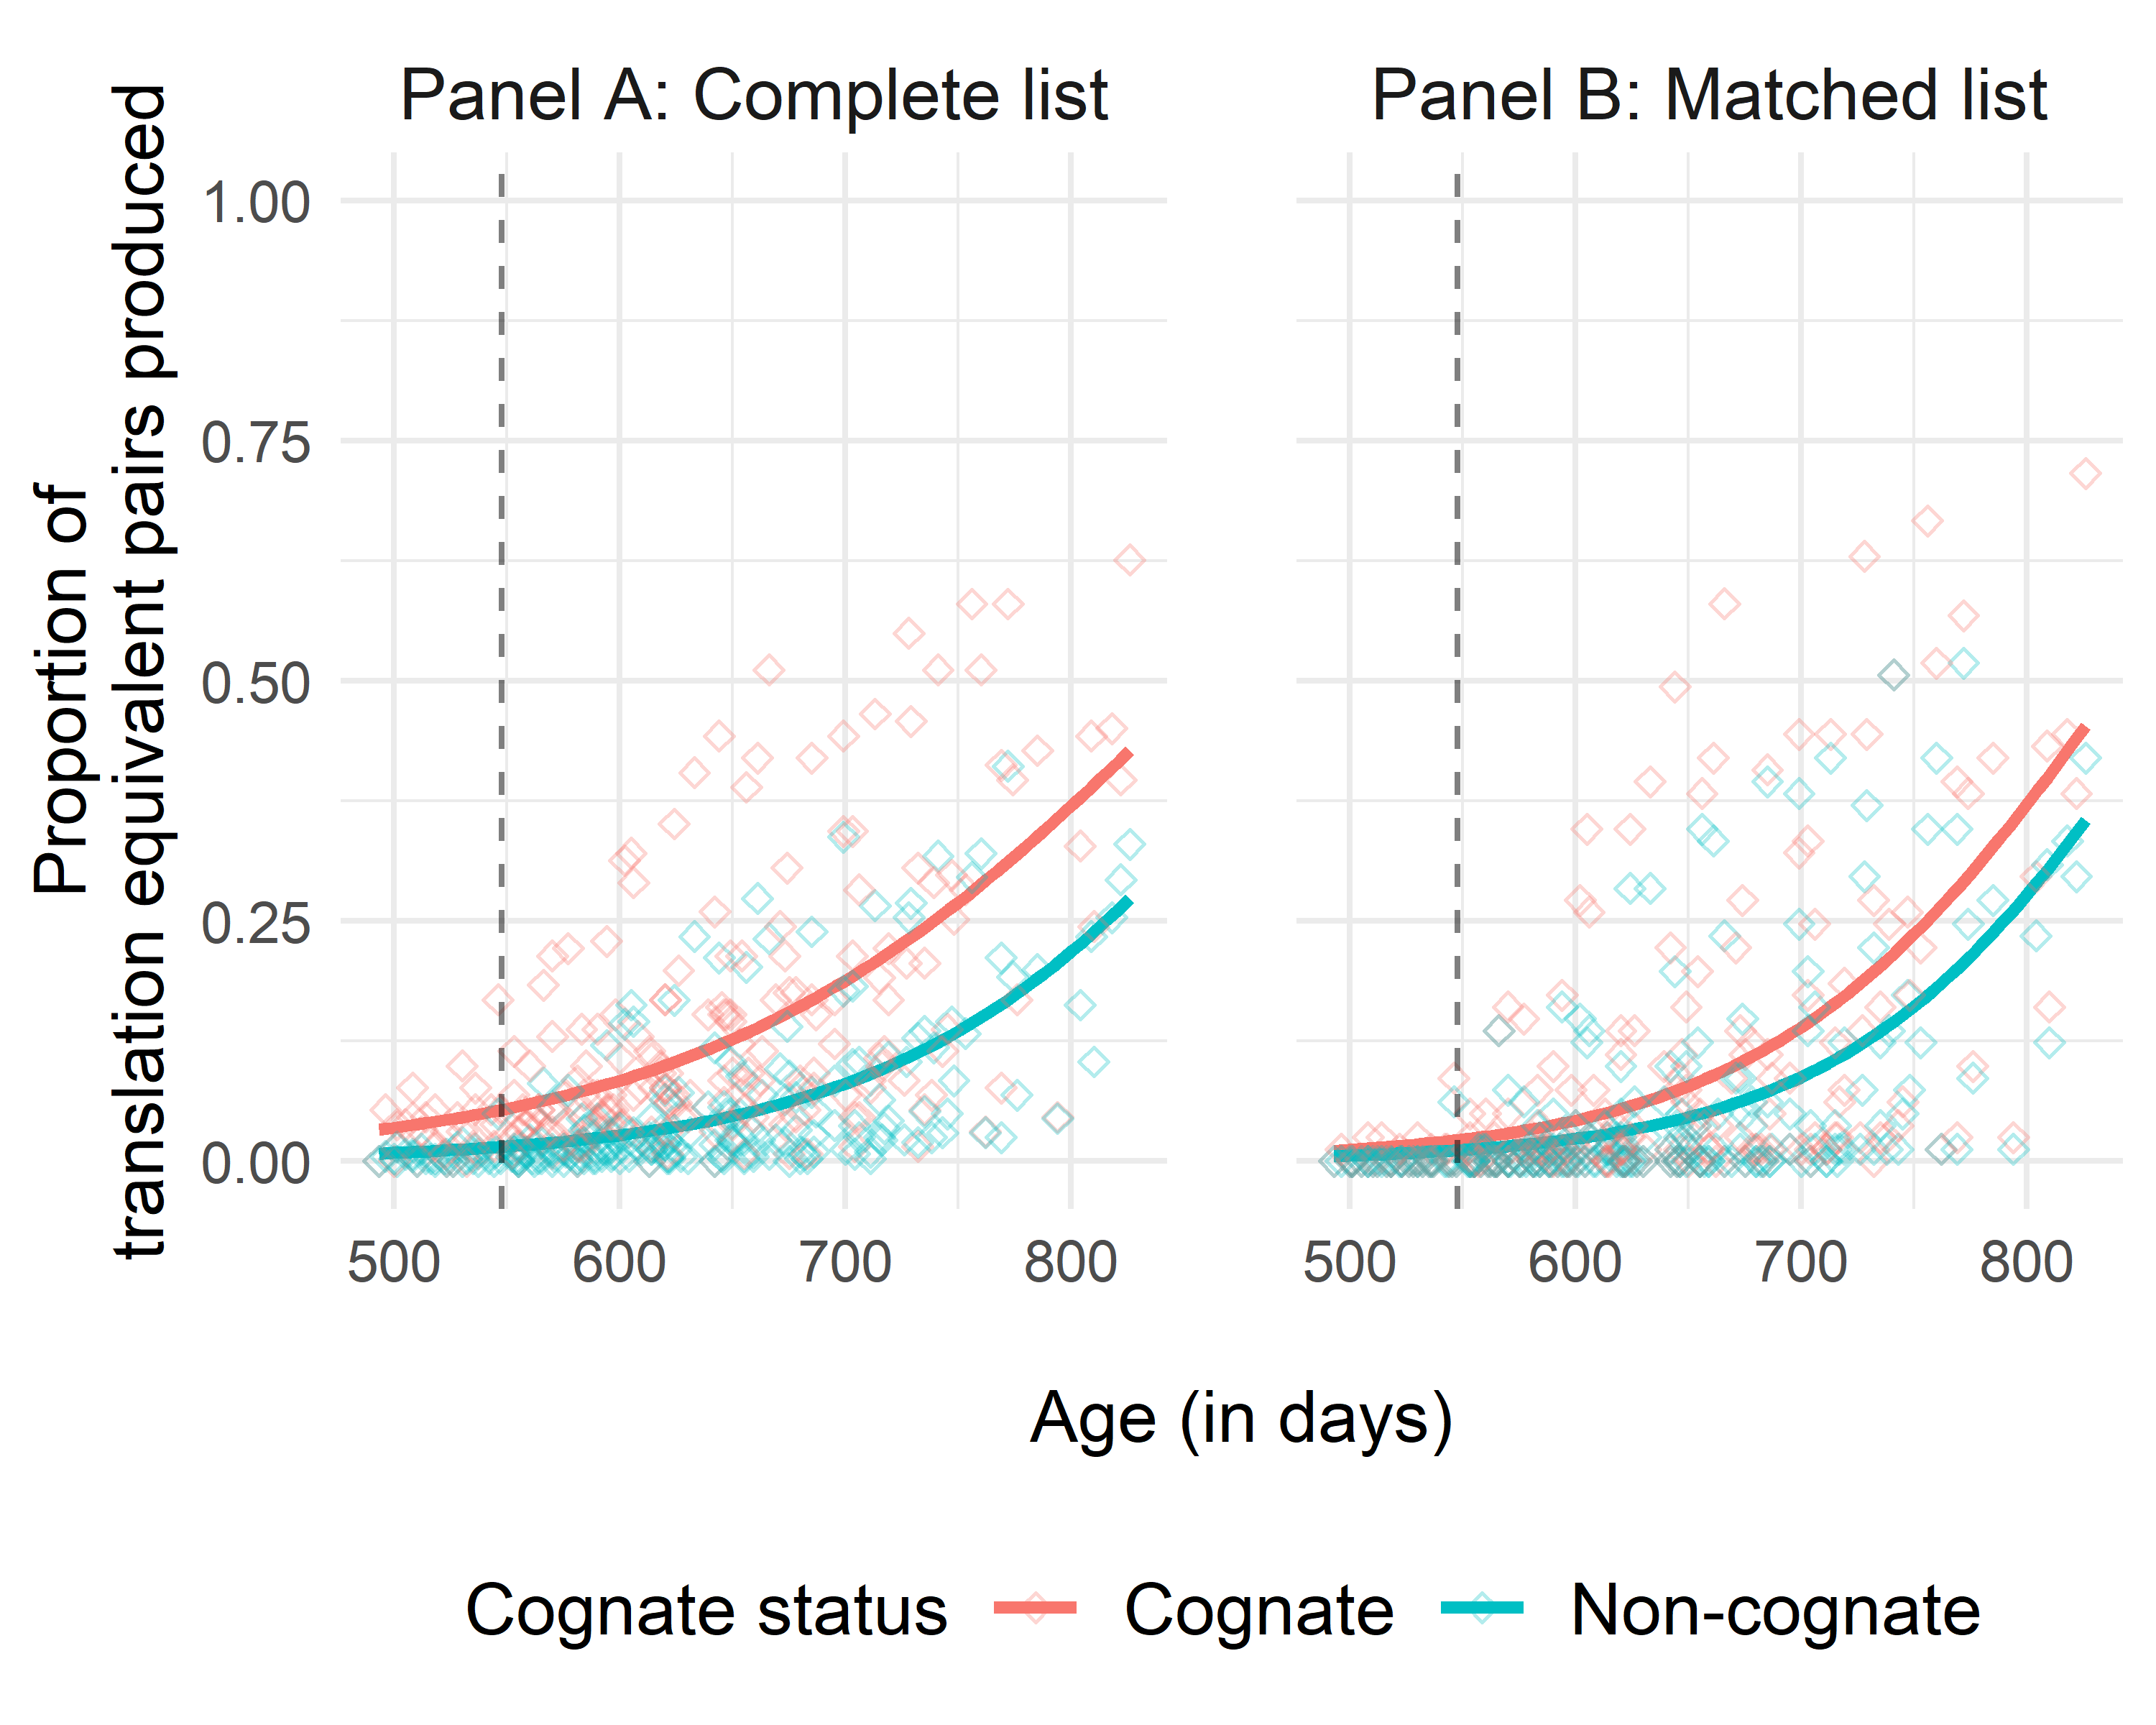 Panel A: Complete list
Panel B: Matched list
Proportion of
translation equivalent pairs produced
1.00
0.75
0.50
0.25
0.00
500 600 700 800
500 600 700 800
Age (in days)
Cognate status Cognate Non-cognate